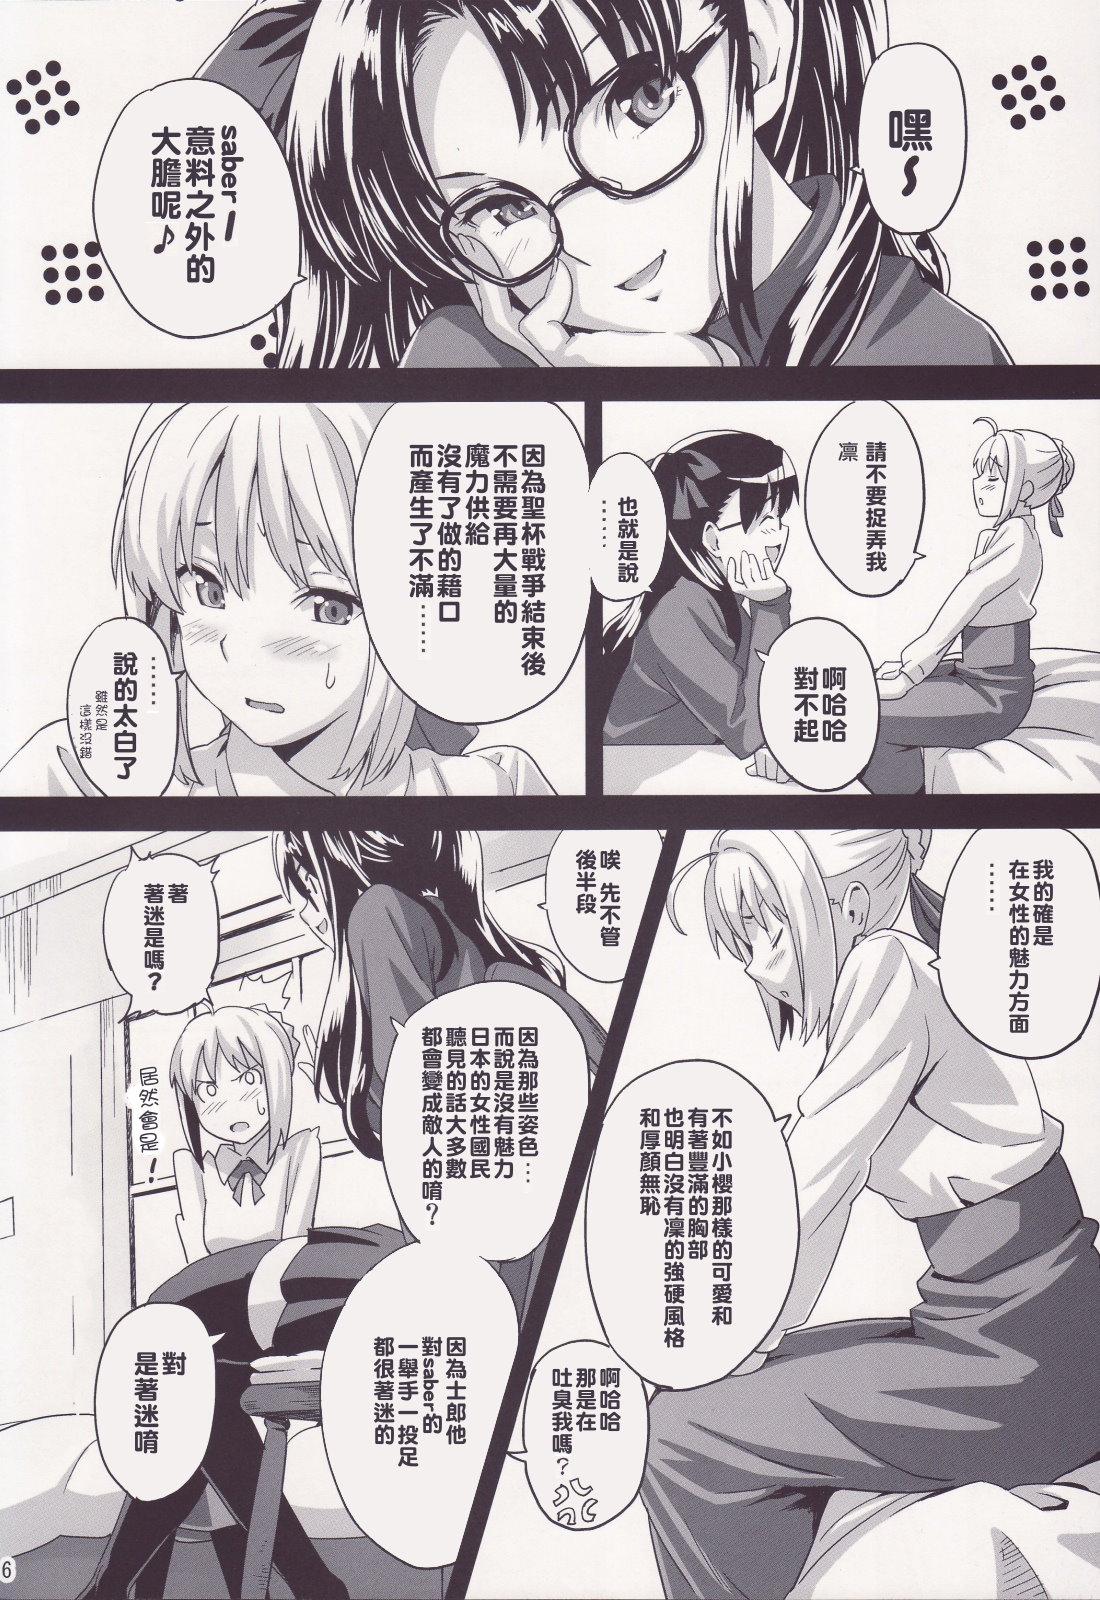 嘿～
saberー
意料之外的
大膽呢♪
請不要捉弄我
凛
也就是說
……
啊哈哈
對不起
因為聖杯戰爭結束後
不需要再大量的
魔力供給
沒有了做的藉口
而產生了不滿……
……
說的太白了
雖然是
這樣沒錯
我的確是
在女性的魅力方面
……
不如小櫻那樣的可愛和
有著豐滿的胸部
也明白沒有凛的強硬風格
和厚顏無恥
啊哈哈
那是在
吐臭我嗎？
唉 先不管
後半段
因為那些姿色…
而說是沒有魅力
日本的女性國民
聽見的話大多數
都會變成敵人的唷？
著
著迷是嗎？
居然會是！
因為士郎他
對saber的
一舉手一投足
都很著迷的
對
是著迷唷
6